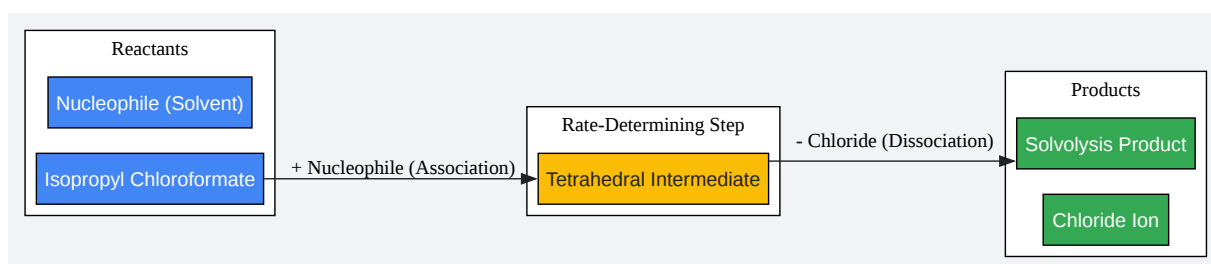 Reactants
Nucleophile (Solvent)
Isopropyl Chloroformate
+ Nucleophile (Association)
Rate-Determining Step
Tetrahedral Intermediate
- Chloride (Dissociation)
Products
Solvolysis Product
Chloride Ion